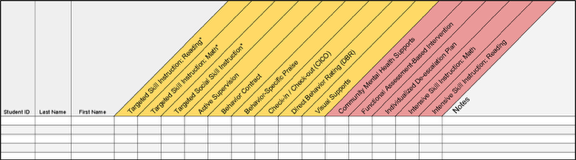 Student ID
Last Name
First Name
Targeted Skill Instruction: Reading*
Targeted Skill Instruction: Math*
Targeted Social Skill Instruction*
Active Supervision
Behavior Contract
Behavior-Specific Praise
Check-in / Check-out (CICO)
Direct Behavior Rating (DBR)
Visual Supports
Community Mental Health Supports
Functional Assessment-Based Intervention
Individualized De-escalation Plan
Intensive Skill Instruction: Math
Intensive Skill Instruction: Reading
Notes